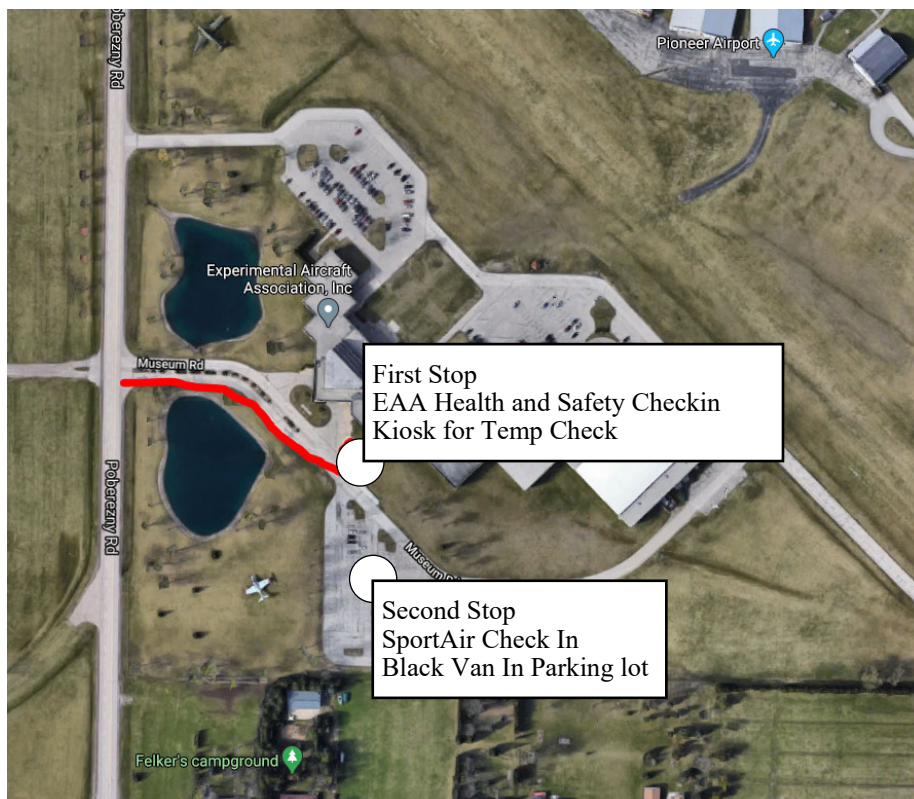 Poberezny Rd
Pioneer Airport
Experimental Aircraft
Association, Inc
Museum Rd
First Stop
EAA Health and Safety Checkin
Kiosk for Temp Check
Poberezny Rd
Museum Rd
Second Stop
SportAir Check In
Black Van In Parking lot
Felker's campground